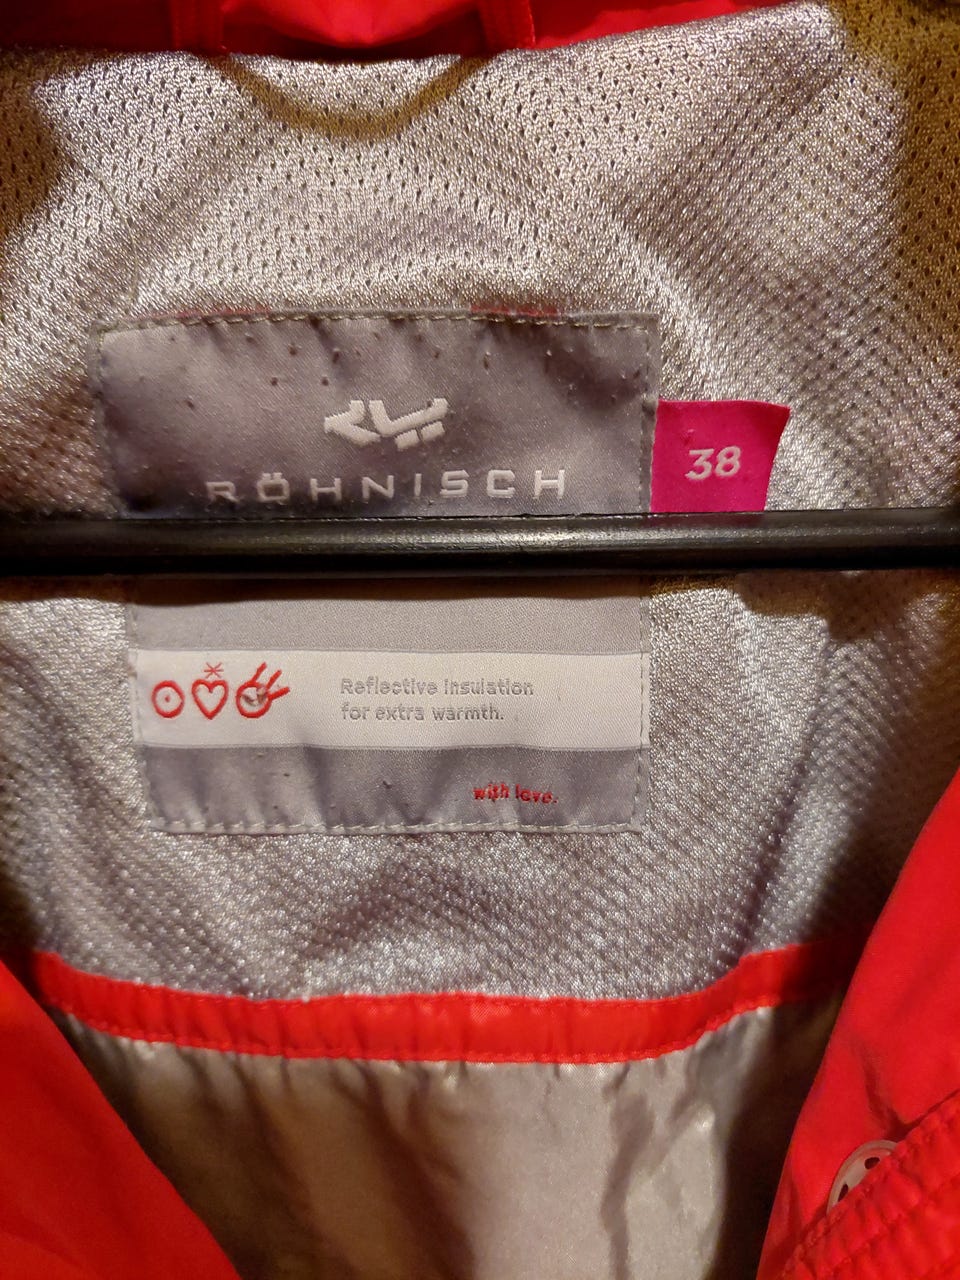 RÖHNISCH
38
Reflective insulation
for extra warmth.
with love.